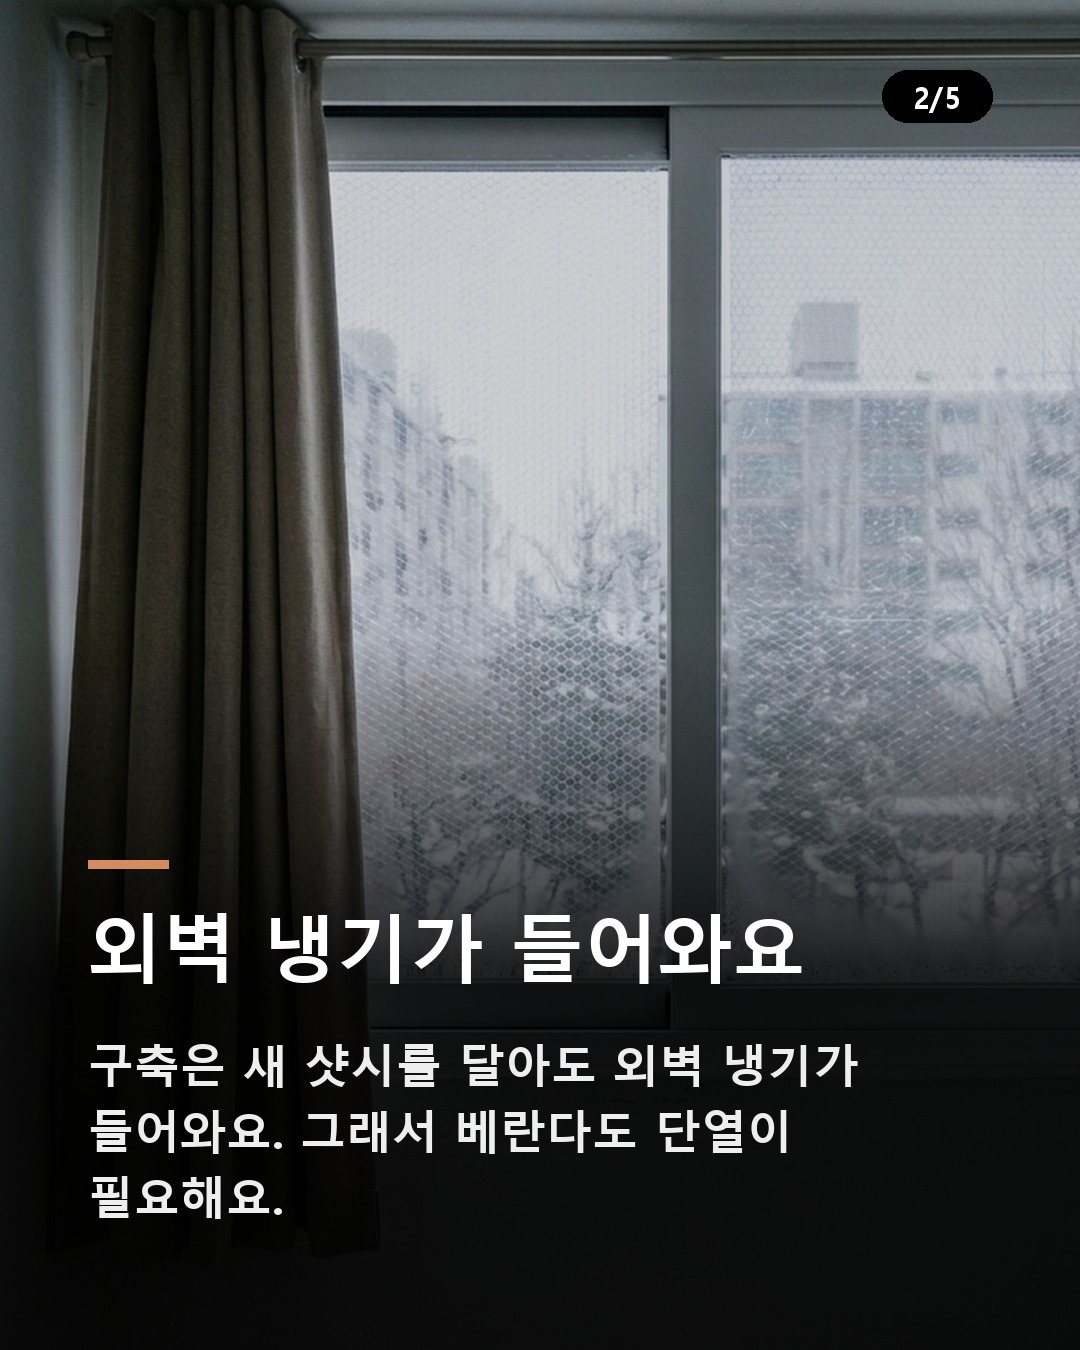 2/5
외벽 냉기가 들어와요
구축은 새 샷시를 달아도 외벽 냉기가
들어와요. 그래서 베란다도 단열이
필요해요.